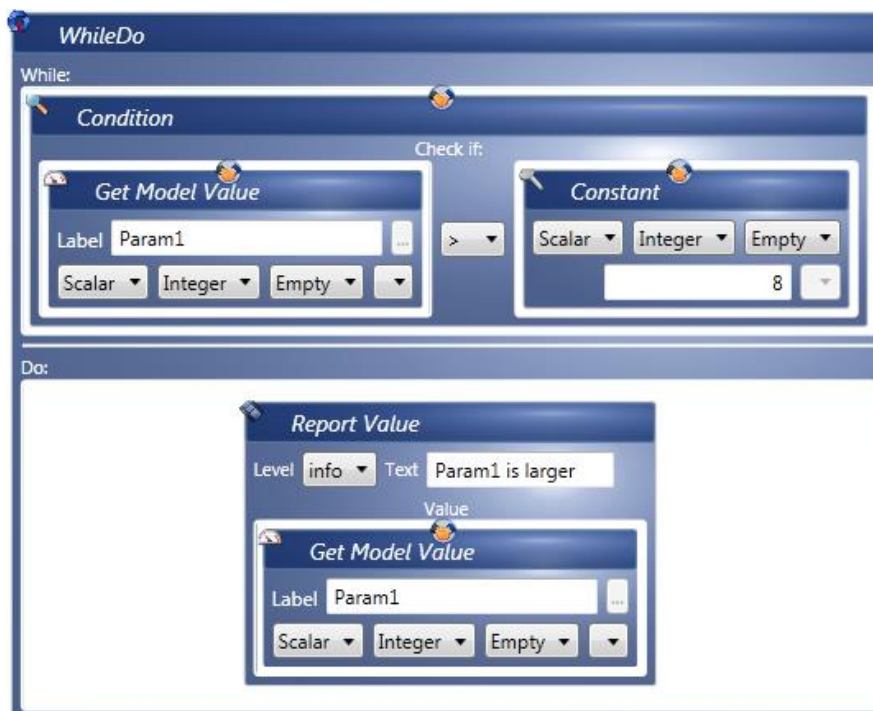 WhileDo
While:
Condition
Check if:
Get Model Value
Constant
Label Param1 ...
> 
Scalar Integer Empty
Scalar Integer Empty
8
Do:
Report Value
Level info Text Param1 is larger
Value
Get Model Value
Label Param1 ...
Scalar Integer Empty